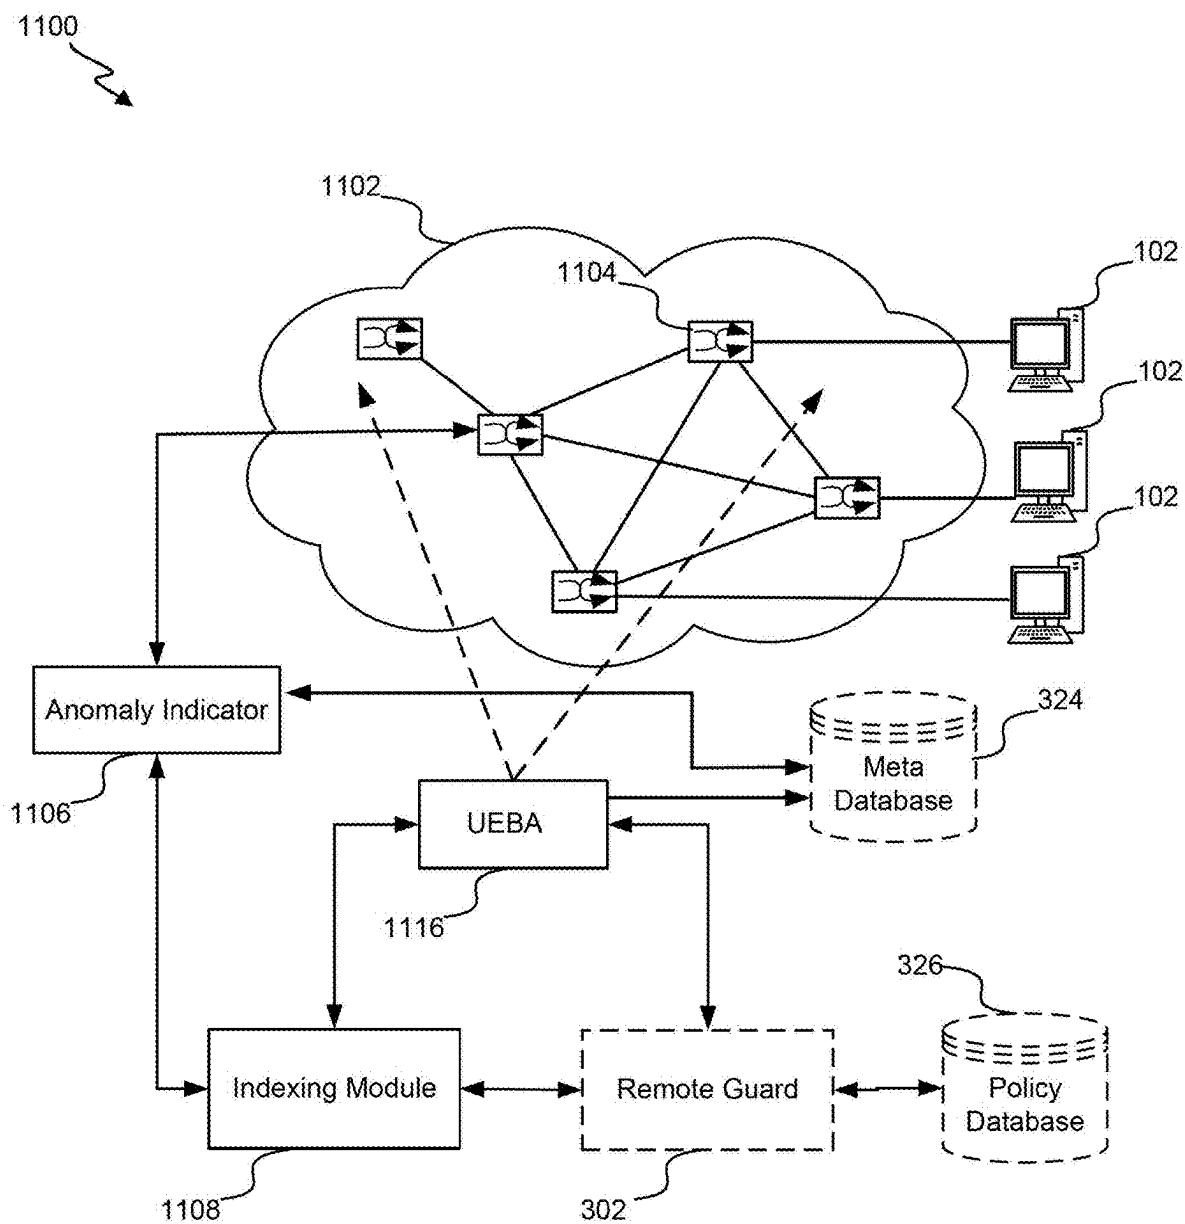 1100
1102
1104
102
102
102
Anomaly Indicator
324
Meta
Database
1106
UEBA
1116
326
Indexing Module
Remote Guard
Policy
Database
1108
302